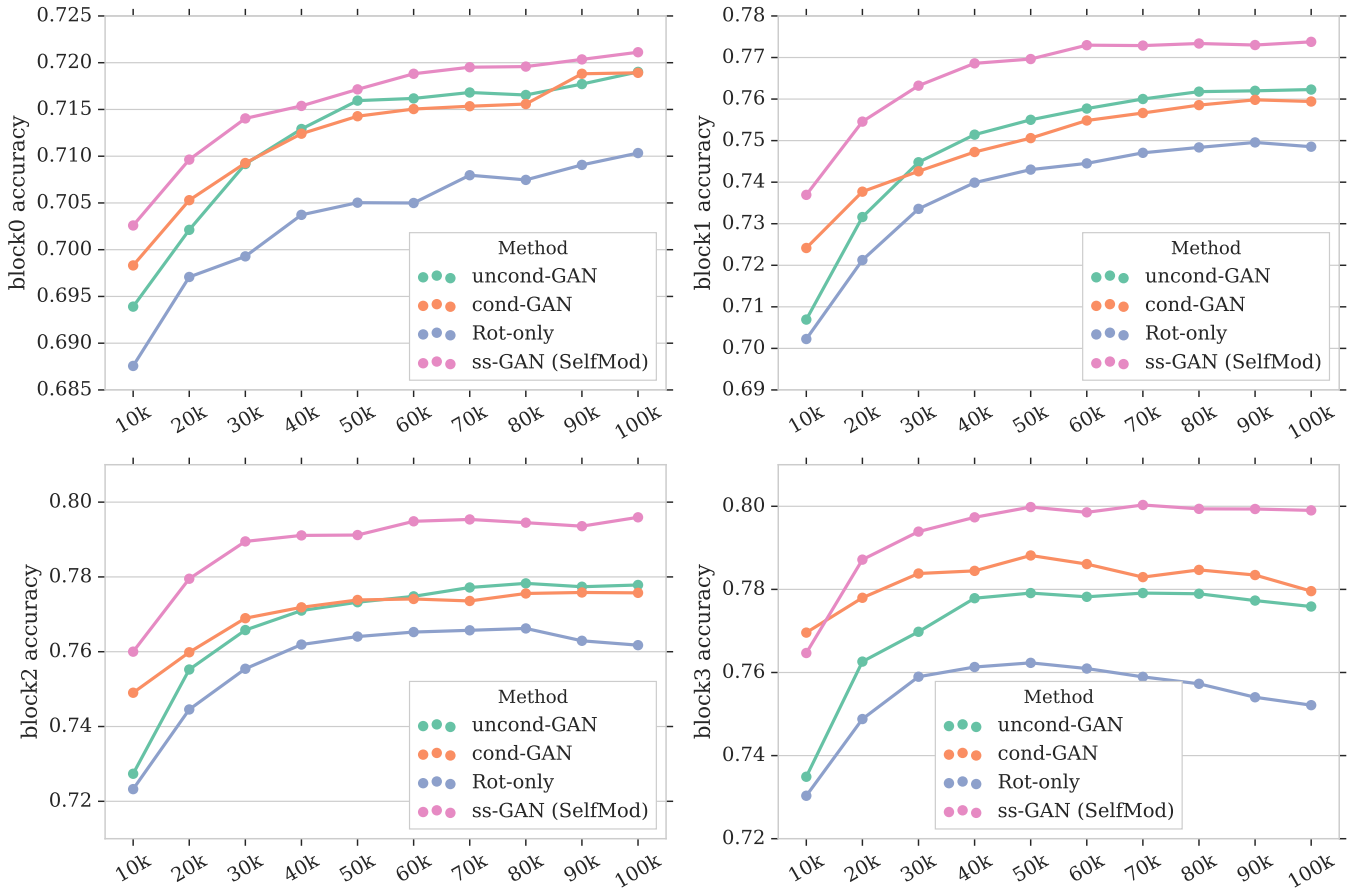 block0 accuracy
0.725
0.720
0.715
0.710
0.705
0.700
0.695
0.690
0.685
10k 20k 30k 40k 50k 60k 70k 80k 90k 100k
Method
uncond-GAN
cond-GAN
Rot-only
ss-GAN (SelfMod)
block1 accuracy
0.78
0.77
0.76
0.75
0.74
0.73
0.72
0.71
0.70
0.69
10k 20k 30k 40k 50k 60k 70k 80k 90k 100k
Method
uncond-GAN
cond-GAN
Rot-only
ss-GAN (SelfMod)
block2 accuracy
0.80
0.78
0.76
0.74
0.72
10k 20k 30k 40k 50k 60k 70k 80k 90k 100k
Method
uncond-GAN
cond-GAN
Rot-only
ss-GAN (SelfMod)
block3 accuracy
0.80
0.78
0.76
0.74
0.72
10k 20k 30k 40k 50k 60k 70k 80k 90k 100k
Method
uncond-GAN
cond-GAN
Rot-only
ss-GAN (SelfMod)